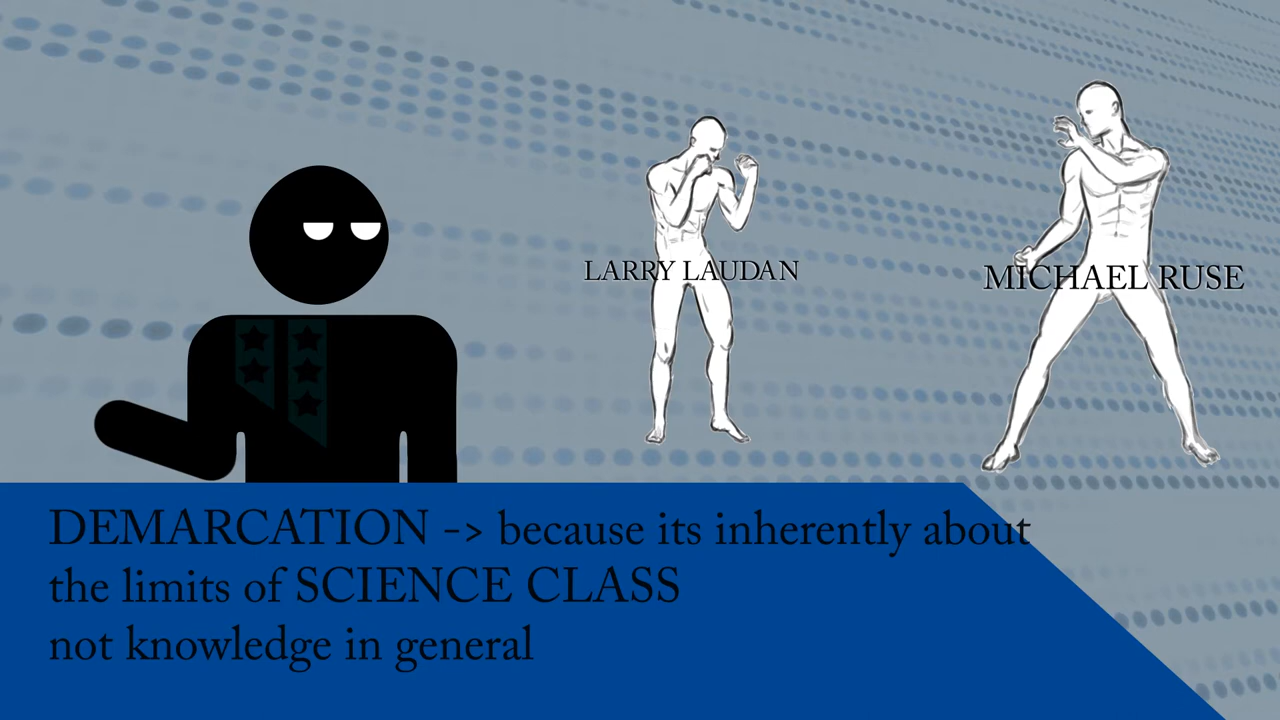 LARRY LAUDAN
MICHAEL RUSE
DEMARCATION -> because its inherently about
the limits of SCIENCE CLASS
not knowledge in general